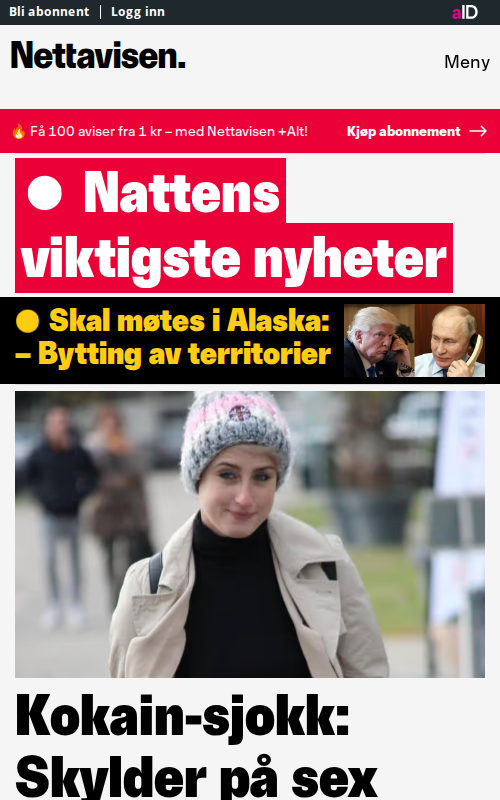 Bli abonnent | Logg inn
aID
Nettavisen.
Meny
🔥 Få 100 aviser fra 1 kr – med Nettavisen +Alt!
Kjøp abonnement →
● Nattens
viktigste nyheter
● Skal møtes i Alaska:
– Bytting av territorier
Kokain-sjokk:
Skylder på sex